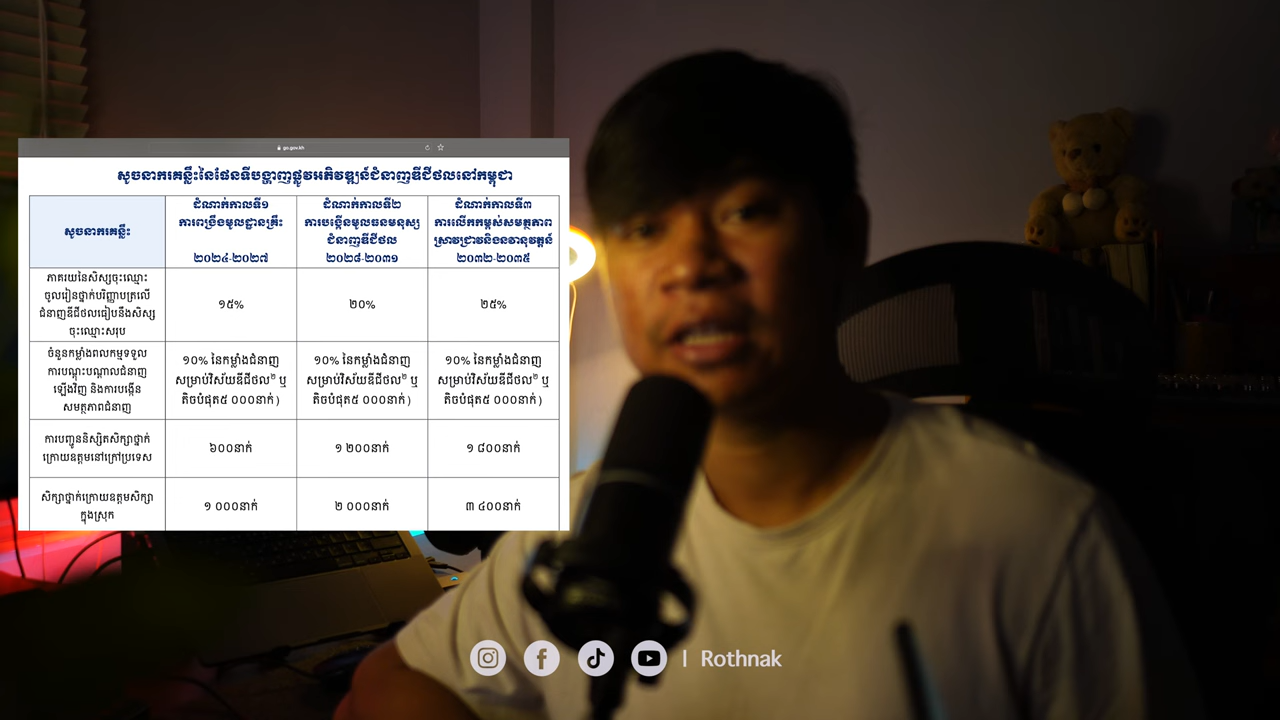 go.gov.kh
សូចនាករគន្លឹះនៃផែនទីបង្ហាញផ្លូវអភិវឌ្ឍន៍ជំនាញឌីជីថលនៅកម្ពុជា
សូចនាករគន្លឹះ
ដំណាក់កាលទី១
ការពង្រឹងមូលដ្ឋានគ្រឹះ
២០២៤-២០២៧
ដំណាក់កាលទី២
ការបង្កើនមូលធនមនុស្ស
ជំនាញឌីជីថល
២០២៨-២០៣១
ដំណាក់កាលទី៣
ការលើកកម្ពស់សមត្ថភាព
ស្រាវជ្រាវនិងនវានុវត្តន៍
២០៣២-២០៣៥
ភាគរយនៃសិស្សចុះឈ្មោះ
ចូលរៀនថ្នាក់បរិញ្ញាបត្រលើ
ជំនាញឌីជីថលធៀបនឹងសិស្ស
ចុះឈ្មោះសរុប
១៥%
២០%
២៥%
ចំនួនកម្លាំងពលកម្មទទួល
ការបណ្តុះបណ្តាលជំនាញ
ឡើងវិញ និងការបង្កើន
សមត្ថភាពជំនាញ
១០% នៃកម្លាំងជំនាញ
សម្រាប់វិស័យឌីជីថល២ ឬ
តិចបំផុត៥ ០០០នាក់)
១០% នៃកម្លាំងជំនាញ
សម្រាប់វិស័យឌីជីថល២ ឬ
តិចបំផុត៥ ០០០នាក់)
១០% នៃកម្លាំងជំនាញ
សម្រាប់វិស័យឌីជីថល២ ឬ
តិចបំផុត៥ ០០០នាក់)
ការបញ្ជូននិស្សិតសិក្សាថ្នាក់
ក្រោយឧត្តមនៅក្រៅប្រទេស
៦០០នាក់
១ ២០០នាក់
១ ៨០០នាក់
សិក្សាថ្នាក់ក្រោយឧត្តមសិក្សា
ក្នុងស្រុក
១ ០០០នាក់
២ ០០០នាក់
៣ ៤០០នាក់
| Rothnak